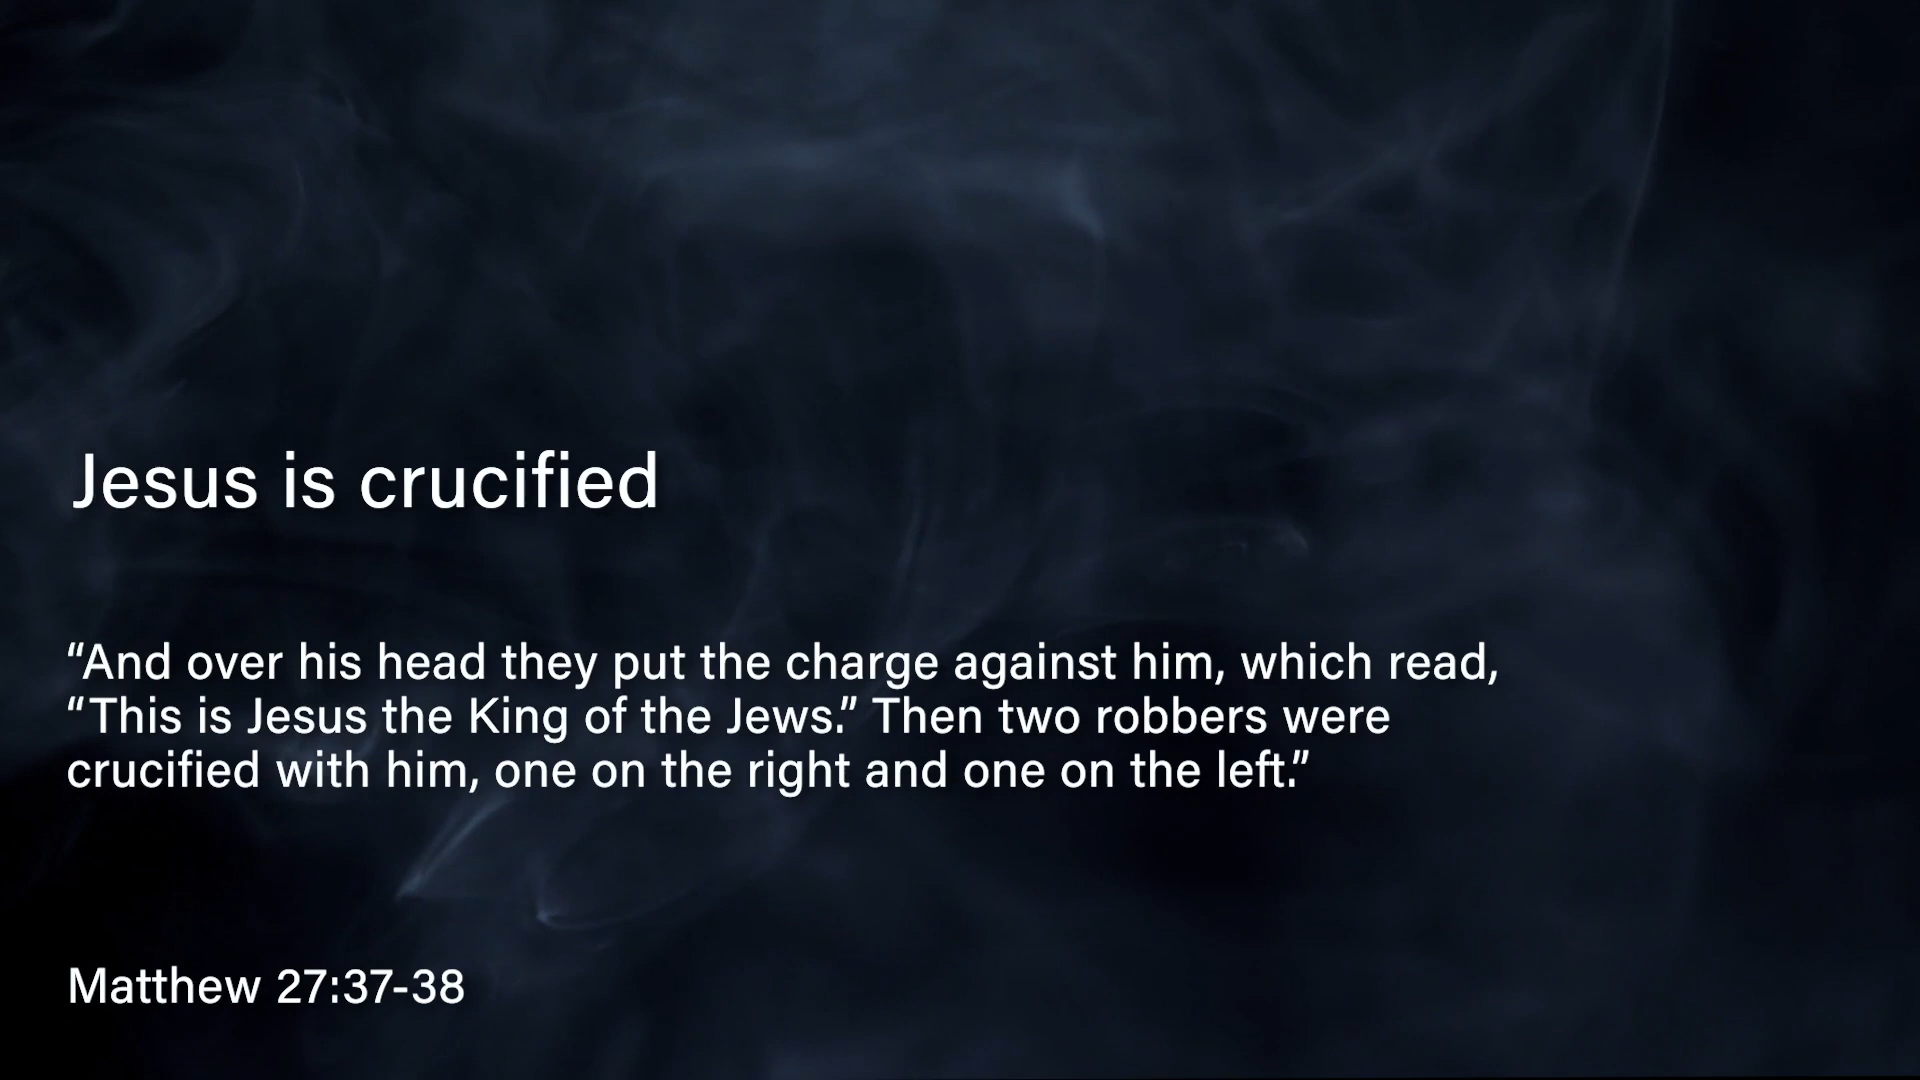 Jesus is crucified
“And over his head they put the charge against him, which read,
“This is Jesus the King of the Jews.” Then two robbers were
crucified with him, one on the right and one on the left.”
Matthew 27:37-38